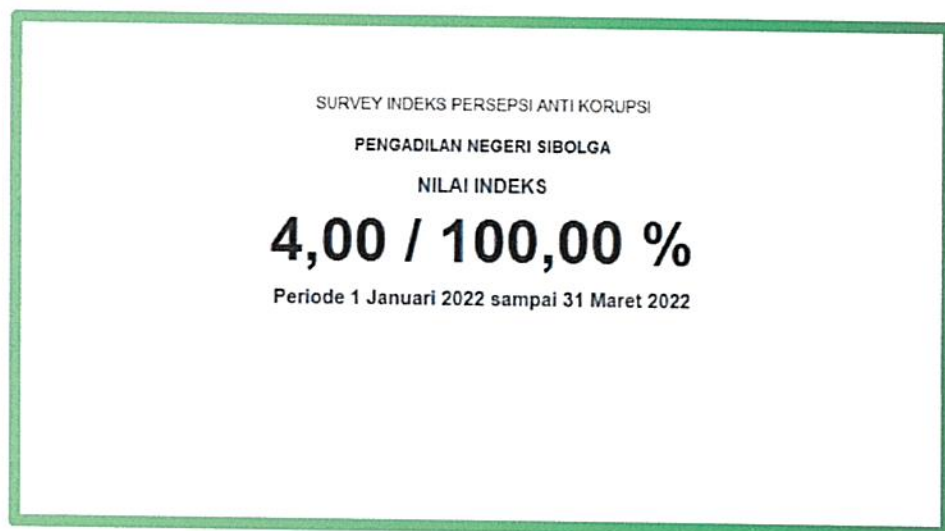 SURVEY INDEKS PERSEPSI ANTI KORUPSI
PENGADILAN NEGERI SIBOLGA
NILAI INDEKS
4,00 / 100,00 %
Periode 1 Januari 2022 sampai 31 Maret 2022